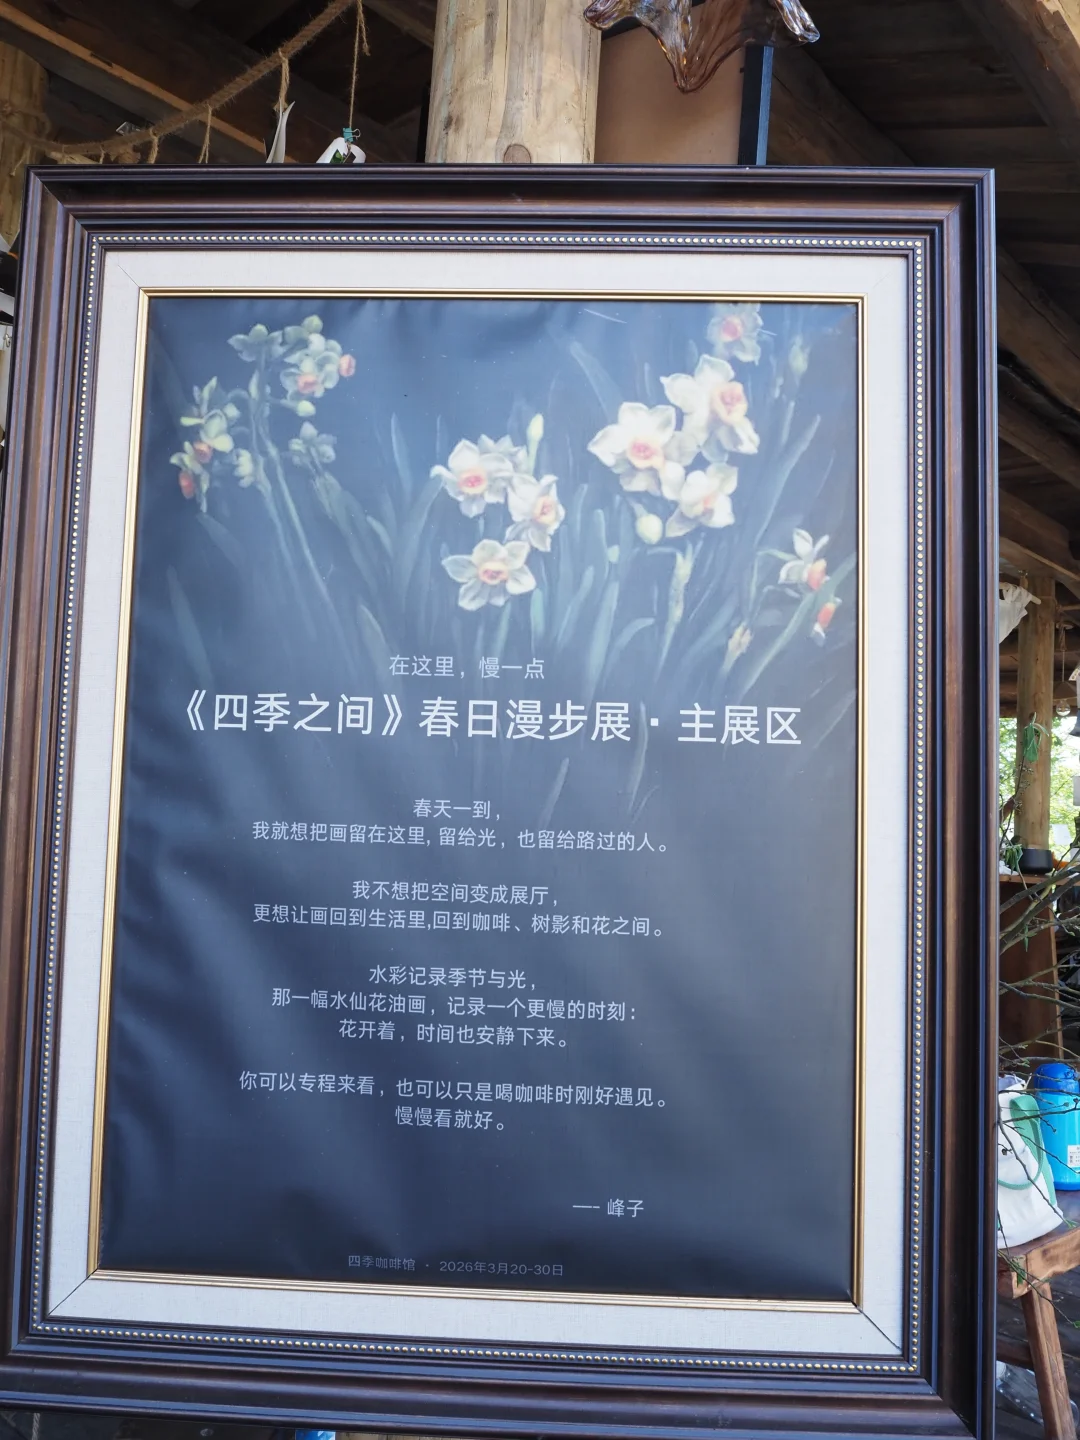 在这里，慢一点
《四季之间》春日漫步展·主展区
春天一到，
我就想把画留在这里,留给光，也留给路过的人。
我不想把空间变成展厅，
更想让画回到生活里,回到咖啡、树影和花之间。
水彩记录季节与光，
那一幅水仙花油画，记录一个更慢的时刻：
花开着，时间也安静下来。
你可以专程来看，也可以只是喝咖啡时刚好遇见。
慢慢看就好。
—- 峰子
四季咖啡馆 · 2026年3月20-30日